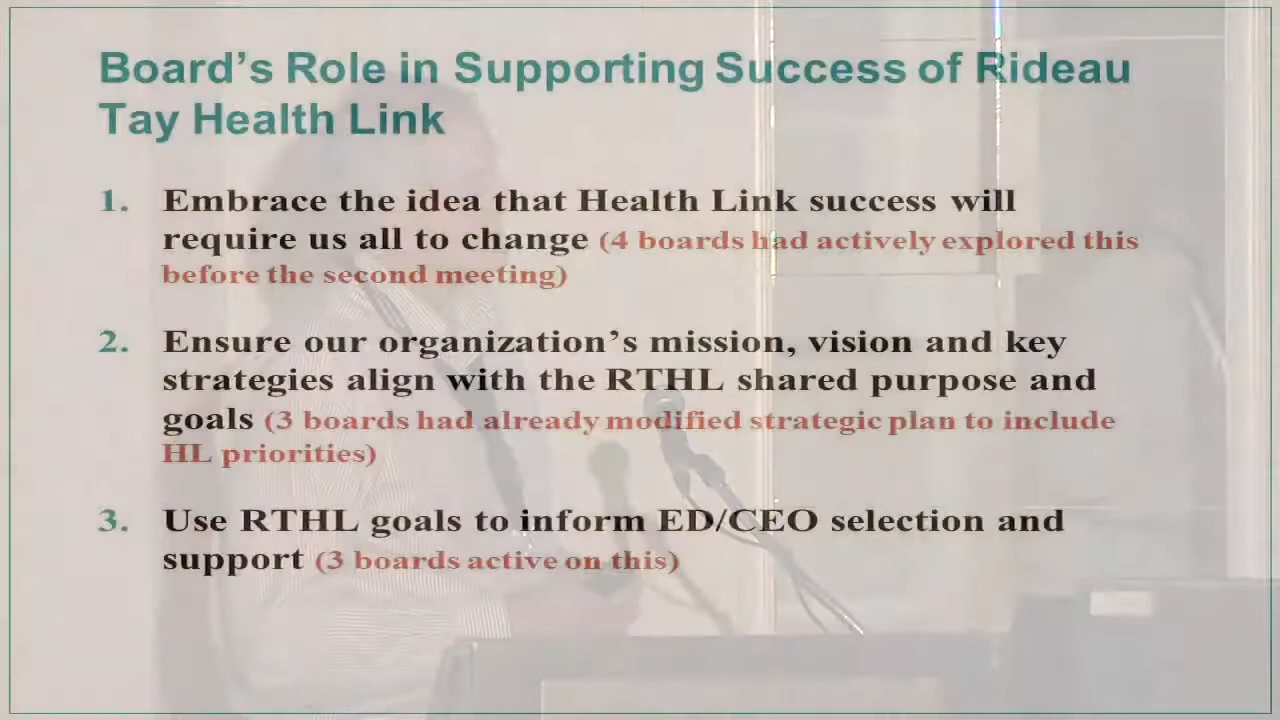 Board's Role in Supporting Success of Rideau
Tay Health Link
1. Embrace the idea that Health Link success will
require us all to change (4 boards had actively explored this
before the second meeting)
2. Ensure our organization's mission, vision and key
strategies align with the RTHL shared purpose and
goals (3 boards had already modified strategic plan to include
HL priorities)
3. Use RTHL goals to inform ED/CEO selection and
support (3 boards active on this)